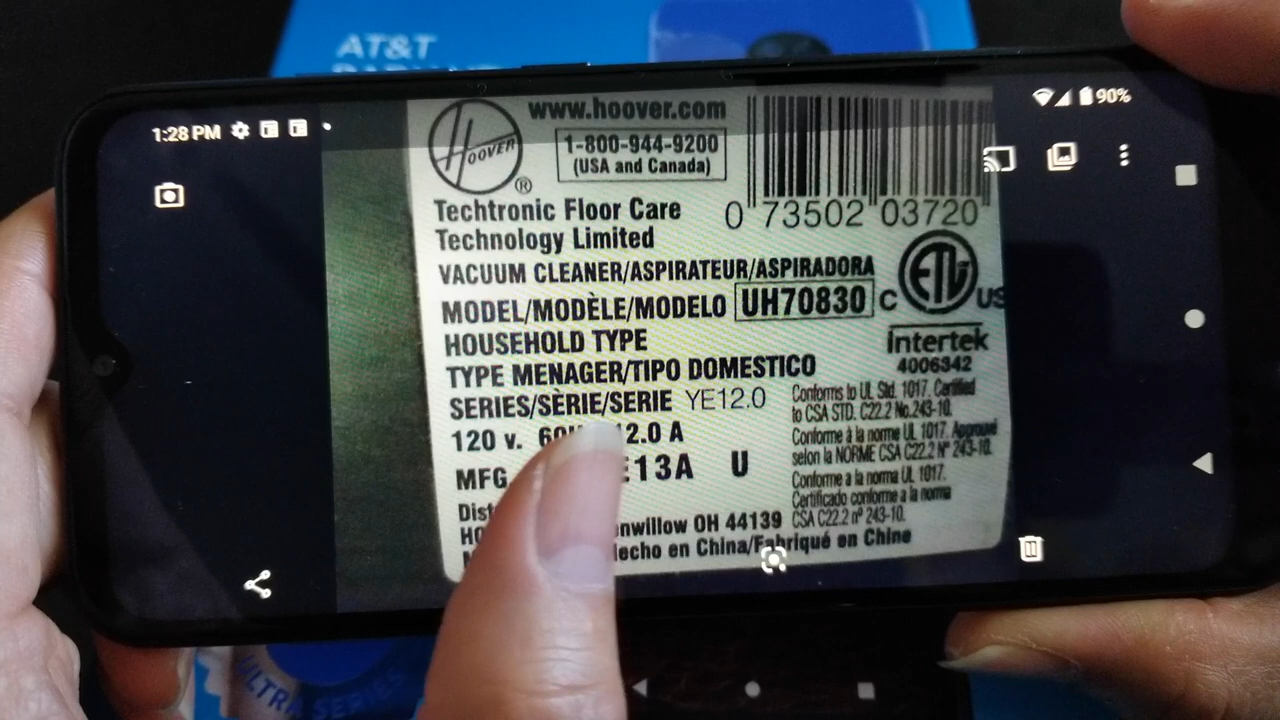 AT&T
1:28 PM
90%
HOOVER®
www.hoover.com
1-800-944-9200
(USA and Canada)
0 73502 03720
Techtronic Floor Care
Technology Limited
VACUUM CLEANER/ASPIRATEUR/ASPIRADORA
MODEL/MODÈLE/MODELO UH70830
C ETL US
Intertek
4006342
HOUSEHOLD TYPE
TYPE MENAGER/TIPO DOMESTICO
SERIES/SÈRIE/SERIE YE12.0
120 v. 2.0 A
MFG 13A U
Conforms to UL Std. 1017. Certified
to CSA STD. C22.2 No.243-10.
Conforme à la norme UL 1017. Approuvé
selon la NORME CSA C22.2 N° 243-10.
Conforme a la norma UL 1017.
Certificado conforme a la norma
CSA C22.2 nº 243-10.
OH 44139
en China/Fabriqué en Chine
ULTRA SERIES